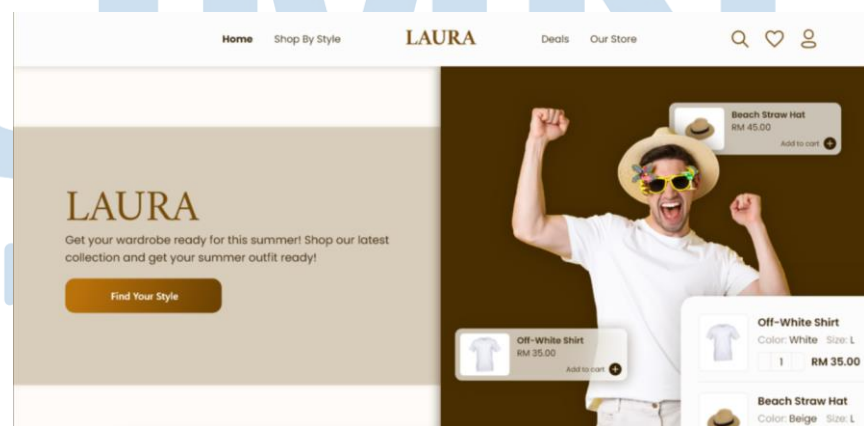 Home Shop By Style LAURA Deals Our Store
LAURA
Get your wardrobe ready for this summer! Shop our latest
collection and get your summer outfit ready!
Find Your Style
Beach Straw Hat
RM 45.00
Add to cart
Off-White Shirt
RM 35.00
Add to cart
Off-White Shirt
Color: White Size: L
1 RM 35.00
Beach Straw Hat
Color: Beige Size: L